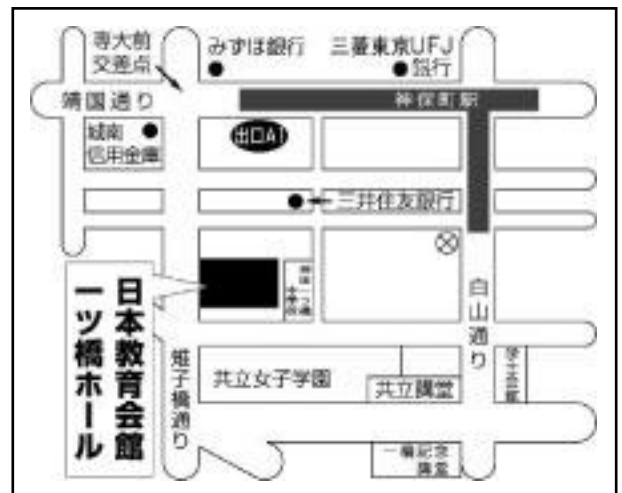 専大前
交差点
みずほ銀行
三菱東京UFJ
銀行
靖国通り
神保町駅
城南
信用金庫
出口A1
三井住友銀行
日本教育会館
一ツ橋ホール
白山通り
雉子橋通り
共立女子学園
共立講堂
学士会館
一橋記念
講堂